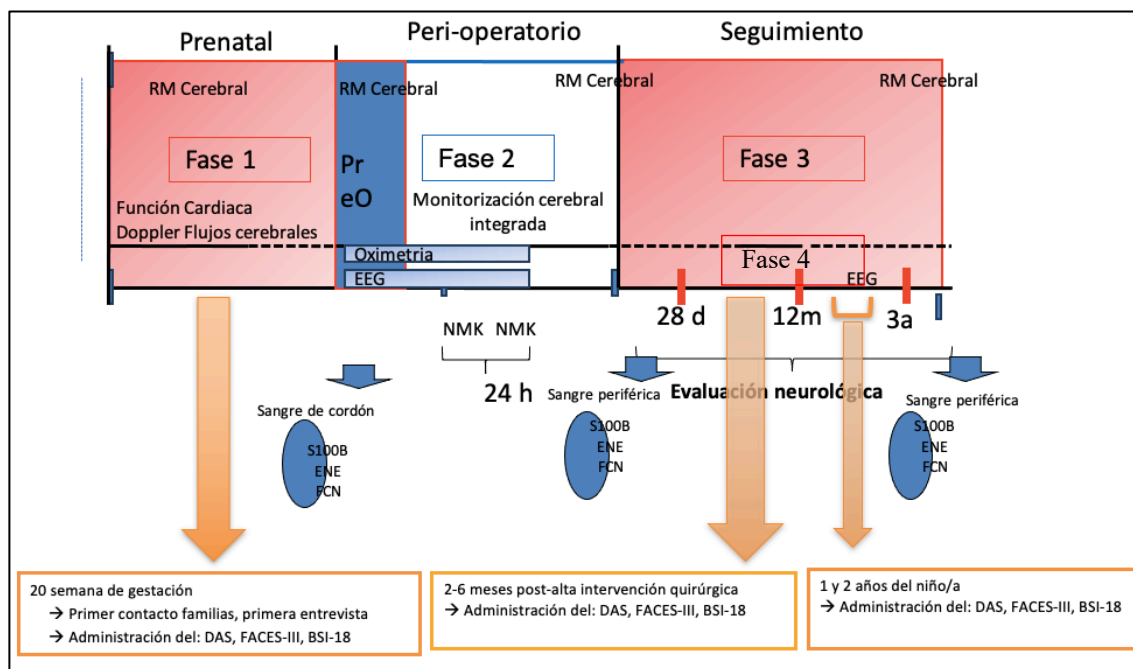 Prenatal
Peri-operatorio
Seguimiento
RM Cerebral
RM Cerebral
RM Cerebral
RM Cerebral
Fase 1
Pr
eO
Fase 2
Fase 3
Función Cardiaca
Doppler Flujos cerebrales
Monitorización cerebral
integrada
Oximetria
EEG
Fase 4
EEG
28 d
12m
3a
NMK NMK
24 h
Sangre de cordón
S100B
ENE
FCN
Sangre periférica
S100B
ENE
FCN
Evaluación neurológica
Sangre periférica
S100B
ENE
FCN
20 semana de gestación
→ Primer contacto familias, primera entrevista
→ Administración del: DAS, FACES-III, BSI-18
2-6 meses post-alta intervención quirúrgica
→ Administración del: DAS, FACES-III, BSI-18
1 y 2 años del niño/a
→ Administración del: DAS, FACES-III, BSI-18